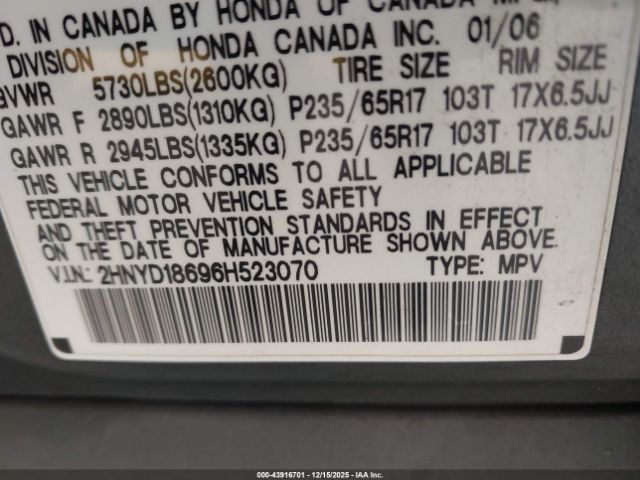 D. IN CANADA BY HONDA OF CANADA MFG.,
DIVISION OF HONDA CANADA INC. 01/06
GVWR 5730LBS(2600KG) TIRE SIZE RIM SIZE
GAWR F 2890LBS(1310KG) P235/65R17 103T 17X6.5JJ
GAWR R 2945LBS(1335KG) P235/65R17 103T 17X6.5JJ
THIS VEHICLE CONFORMS TO ALL APPLICABLE
FEDERAL MOTOR VEHICLE SAFETY
AND THEFT PREVENTION STANDARDS IN EFFECT
ON THE DATE OF MANUFACTURE SHOWN ABOVE.
V.I.N.: 2HNYD18696H523070 TYPE: MPV
000-43916701 - 12/15/2025 - IAA Inc.